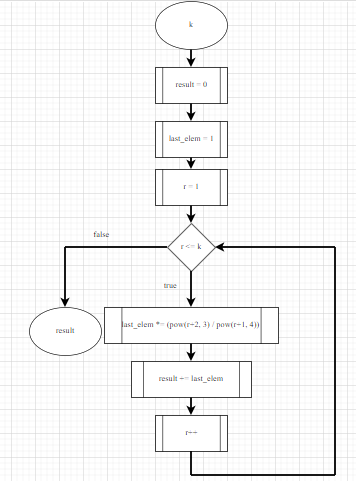 k
result = 0
last_elem = 1
r = 1
r <= k
false
true
result
last_elem *= (pow(r+2, 3) / pow(r+1, 4))
result += last_elem
r++